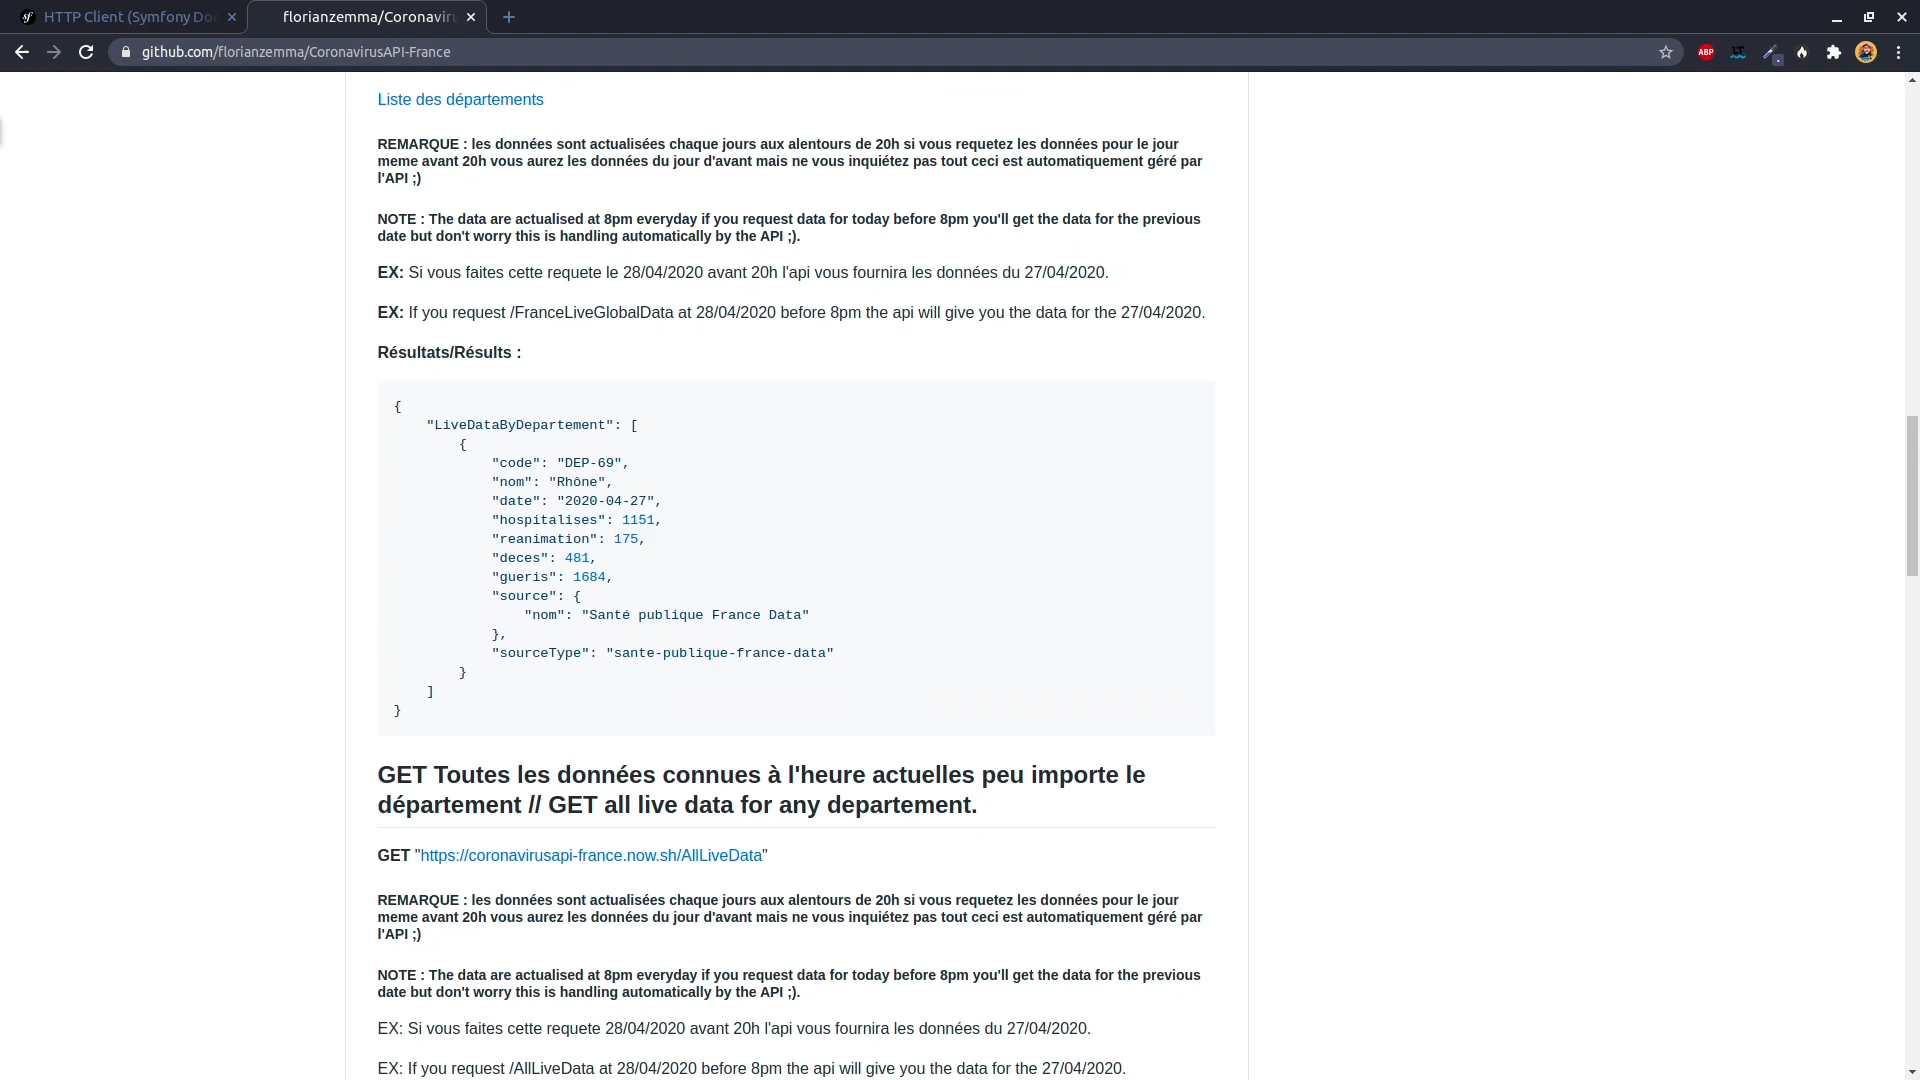 HTTP Client (Symfony Doc
florianzemma/Coronaviru
github.com/florianzemma/CoronavirusAPI-France
ABP
Liste des départements
REMARQUE : les données sont actualisées chaque jours aux alentours de 20h si vous requetez les données pour le jour
meme avant 20h vous aurez les données du jour d'avant mais ne vous inquiétez pas tout ceci est automatiquement géré par
l'API ;)
NOTE : The data are actualised at 8pm everyday if you request data for today before 8pm you'll get the data for the previous
date but don't worry this is handling automatically by the API ;).
EX: Si vous faites cette requete le 28/04/2020 avant 20h l'api vous fournira les données du 27/04/2020.
EX: If you request /FranceLiveGlobalData at 28/04/2020 before 8pm the api will give you the data for the 27/04/2020.
Résultats/Résults :
{
"LiveDataByDepartement": [
{
"code": "DEP-69",
"nom": "Rhône",
"date": "2020-04-27",
"hospitalises": 1151,
"reanimation": 175,
"deces": 481,
"gueris": 1684,
"source": {
"nom": "Santé publique France Data"
},
"sourceType": "sante-publique-france-data"
}
]
}
GET Toutes les données connues à l'heure actuelles peu importe le
département // GET all live data for any departement.
GET "https://coronavirusapi-france.now.sh/AllLiveData"
REMARQUE : les données sont actualisées chaque jours aux alentours de 20h si vous requetez les données pour le jour
meme avant 20h vous aurez les données du jour d'avant mais ne vous inquiétez pas tout ceci est automatiquement géré par
l'API ;)
NOTE : The data are actualised at 8pm everyday if you request data for today before 8pm you'll get the data for the previous
date but don't worry this is handling automatically by the API ;).
EX: Si vous faites cette requete 28/04/2020 avant 20h l'api vous fournira les données du 27/04/2020.
EX: If you request /AllLiveData at 28/04/2020 before 8pm the api will give you the data for the 27/04/2020.